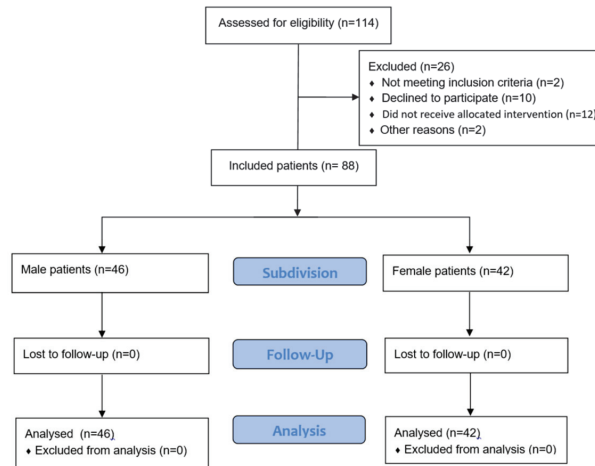 Assessed for eligibility (n=114)
Excluded (n=26)
♦ Not meeting inclusion criteria (n=2)
♦ Declined to participate (n=10)
♦ Did not receive allocated intervention (n=12)
♦ Other reasons (n=2)
Included patients (n= 88)
Male patients (n=46)
Subdivision
Female patients (n=42)
Lost to follow-up (n=0)
Follow-Up
Lost to follow-up (n=0)
Analysed (n=46)
♦ Excluded from analysis (n=0)
Analysis
Analysed (n=42)
♦ Excluded from analysis (n=0)